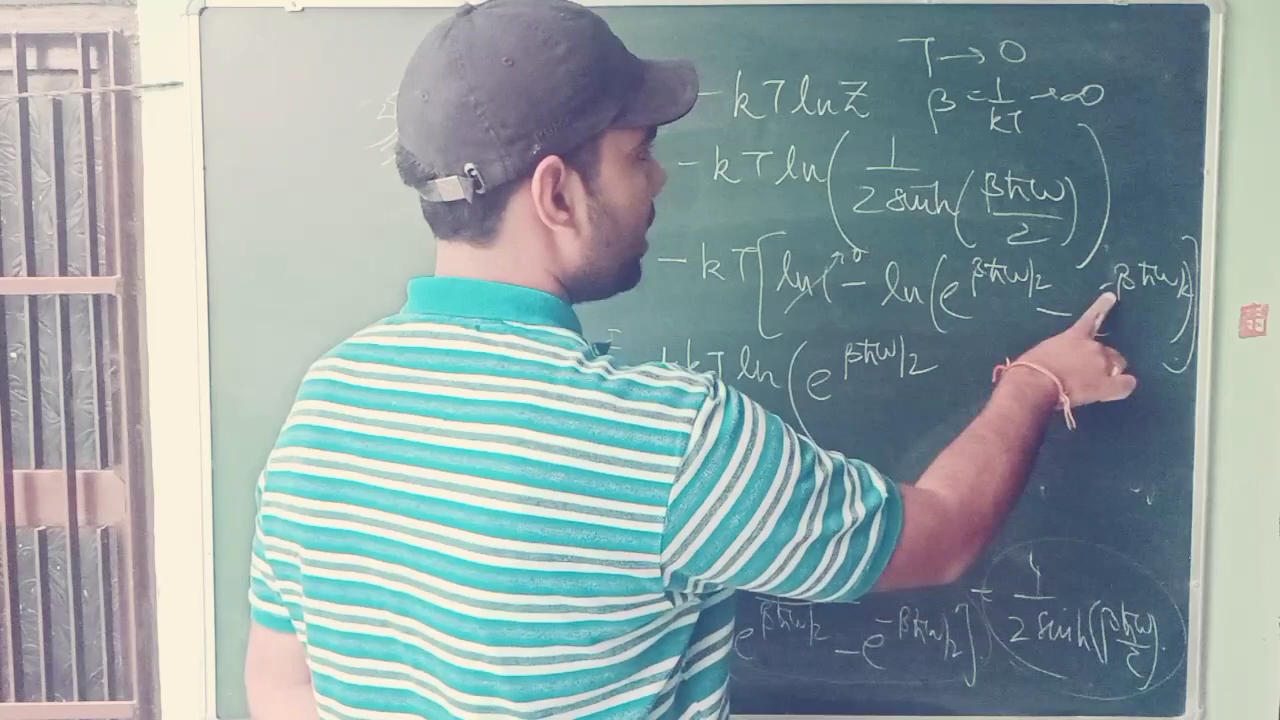 T → 0
- kT ln Z
β = 1/kT → ∞
- kT ln ( 1 / 2 sinh ( βħω / 2 ) )
- kT [ ln 1 → 0 - ln ( e^{βħω/2} - ^{-βħω/2} ) ]
kT ln ( e^{βħω/2}
e^{βħω/2} - e^{-βħω/2} ] = 1 / 2 sinh ( βħω / 2 )